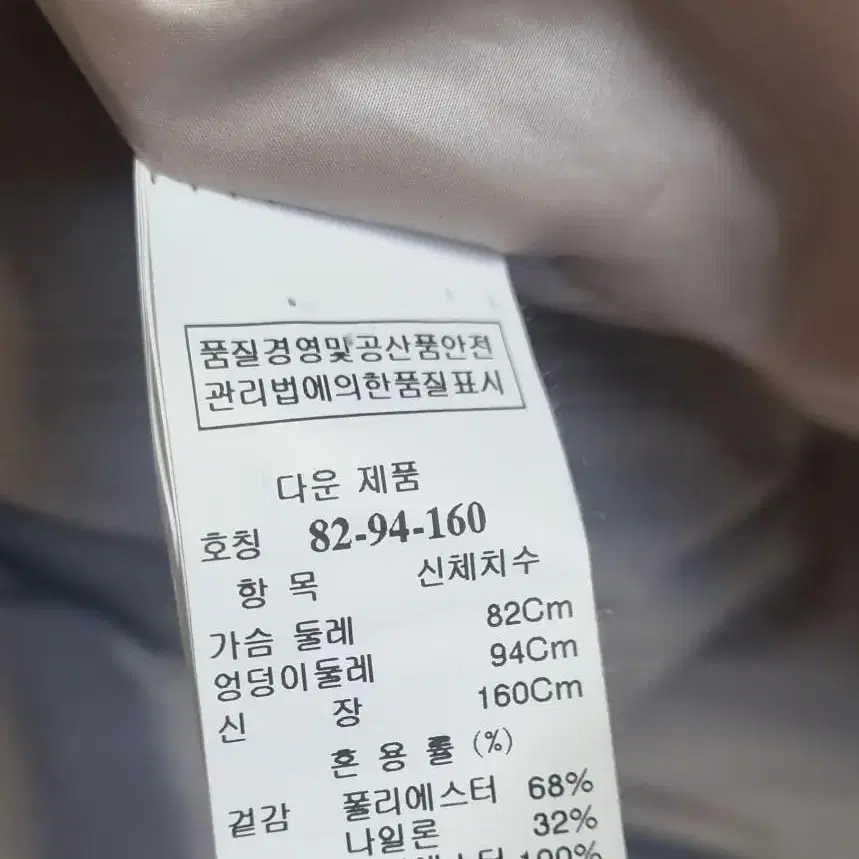 품질경영및공산품안전
관리법에의한품질표시
다운 제품
호칭 82-94-160
항 목 신체치수
가슴 둘레 82Cm
엉덩이둘레 94Cm
신 장 160Cm
혼 용 률 (%)
겉감 폴리에스터 68%
나일론 32%
100%